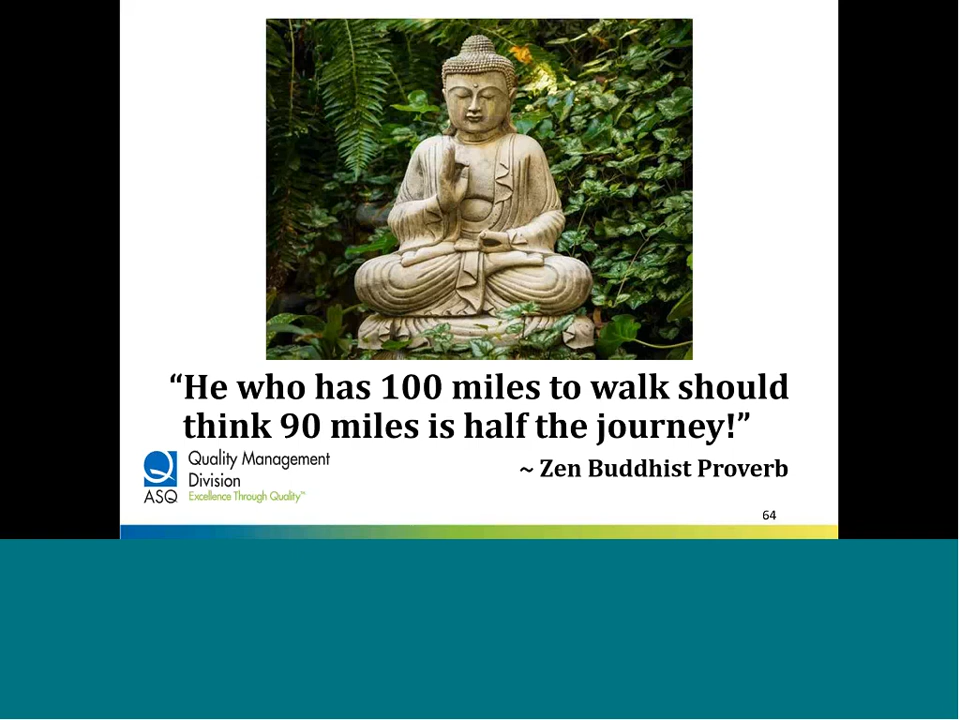 “He who has 100 miles to walk should
think 90 miles is half the journey!”
~ Zen Buddhist Proverb
Quality Management
Division
Excellence Through Quality™
ASQ
64